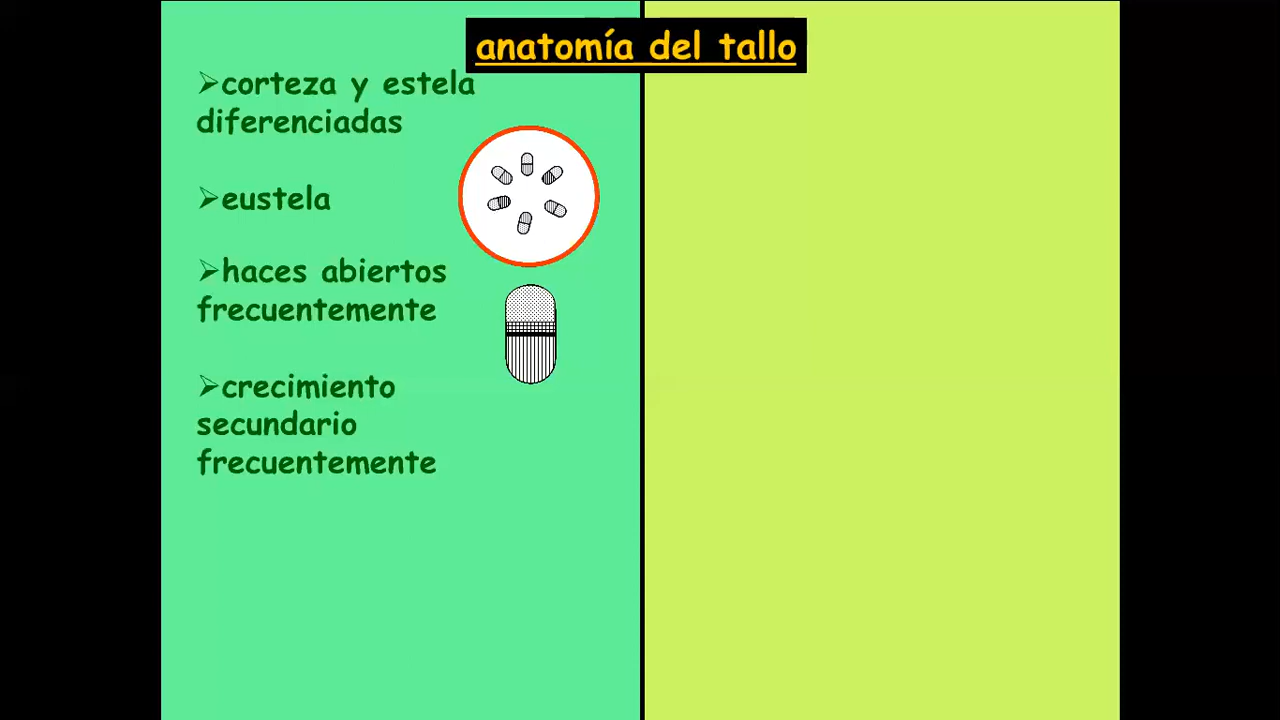 anatomía del tallo
➢corteza y estela
diferenciadas
➢eustela
➢haces abiertos
frecuentemente
➢crecimiento
secundario
frecuentemente